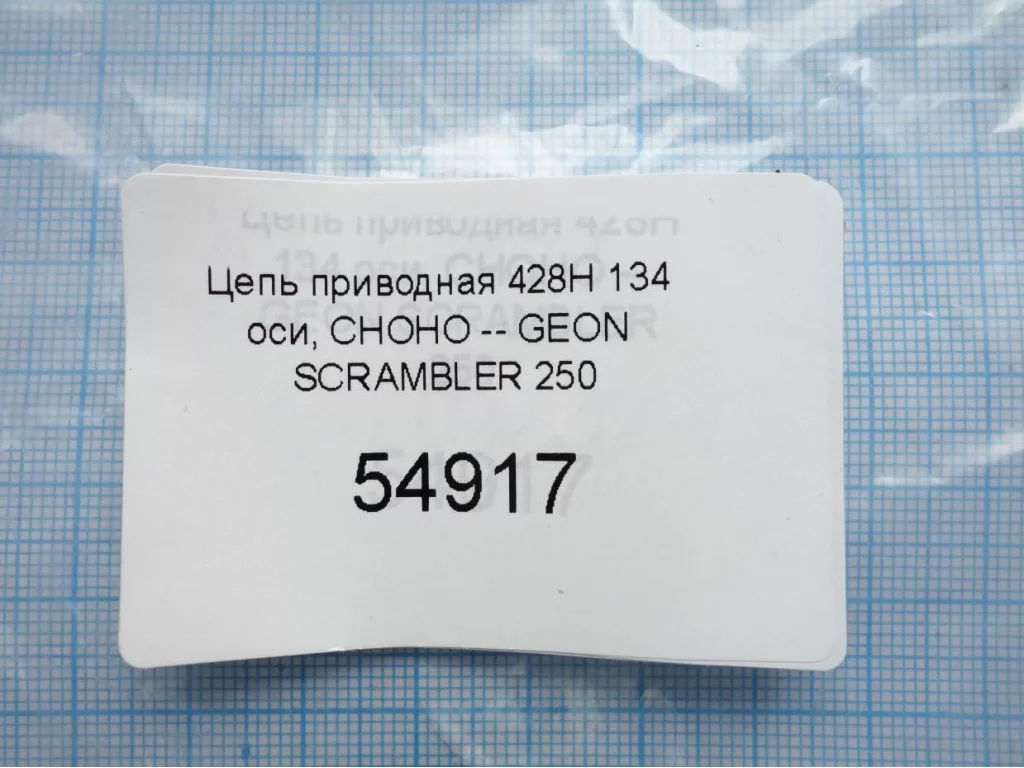 Цепь приводная 428H 134
оси, CHOHO -- GEON
SCRAMBLER 250
54917